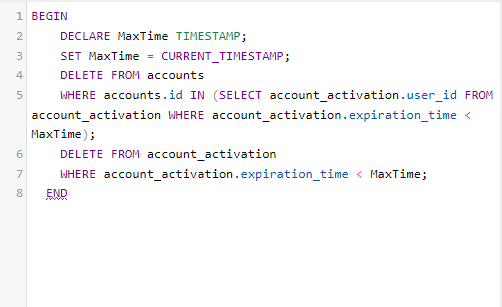 1 BEGIN
2 DECLARE MaxTime TIMESTAMP;
3 SET MaxTime = CURRENT_TIMESTAMP;
4 DELETE FROM accounts
5 WHERE accounts.id IN (SELECT account_activation.user_id FROM
account_activation WHERE account_activation.expiration_time <
MaxTime);
6 DELETE FROM account_activation
7 WHERE account_activation.expiration_time < MaxTime;
8 END